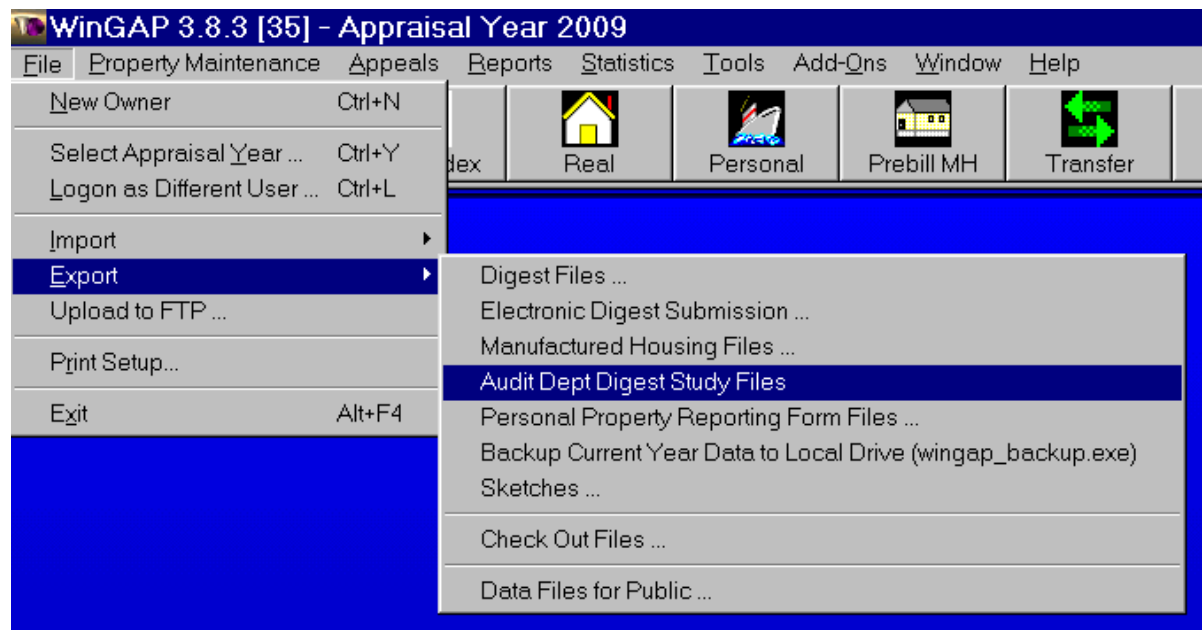 WinGAP 3.8.3 [35] - Appraisal Year 2009
File Property Maintenance Appeals Reports Statistics Tools Add-Ons Window Help
New Owner Ctrl+N
Select Appraisal Year ... Ctrl+Y
Logon as Different User ... Ctrl+L
Import
Export
Upload to FTP ...
Print Setup...
Exit Alt+F4
dex Real Personal Prebill MH Transfer
Digest Files ...
Electronic Digest Submission ...
Manufactured Housing Files ...
Audit Dept Digest Study Files
Personal Property Reporting Form Files ...
Backup Current Year Data to Local Drive (wingap_backup.exe)
Sketches ...
Check Out Files ...
Data Files for Public ...